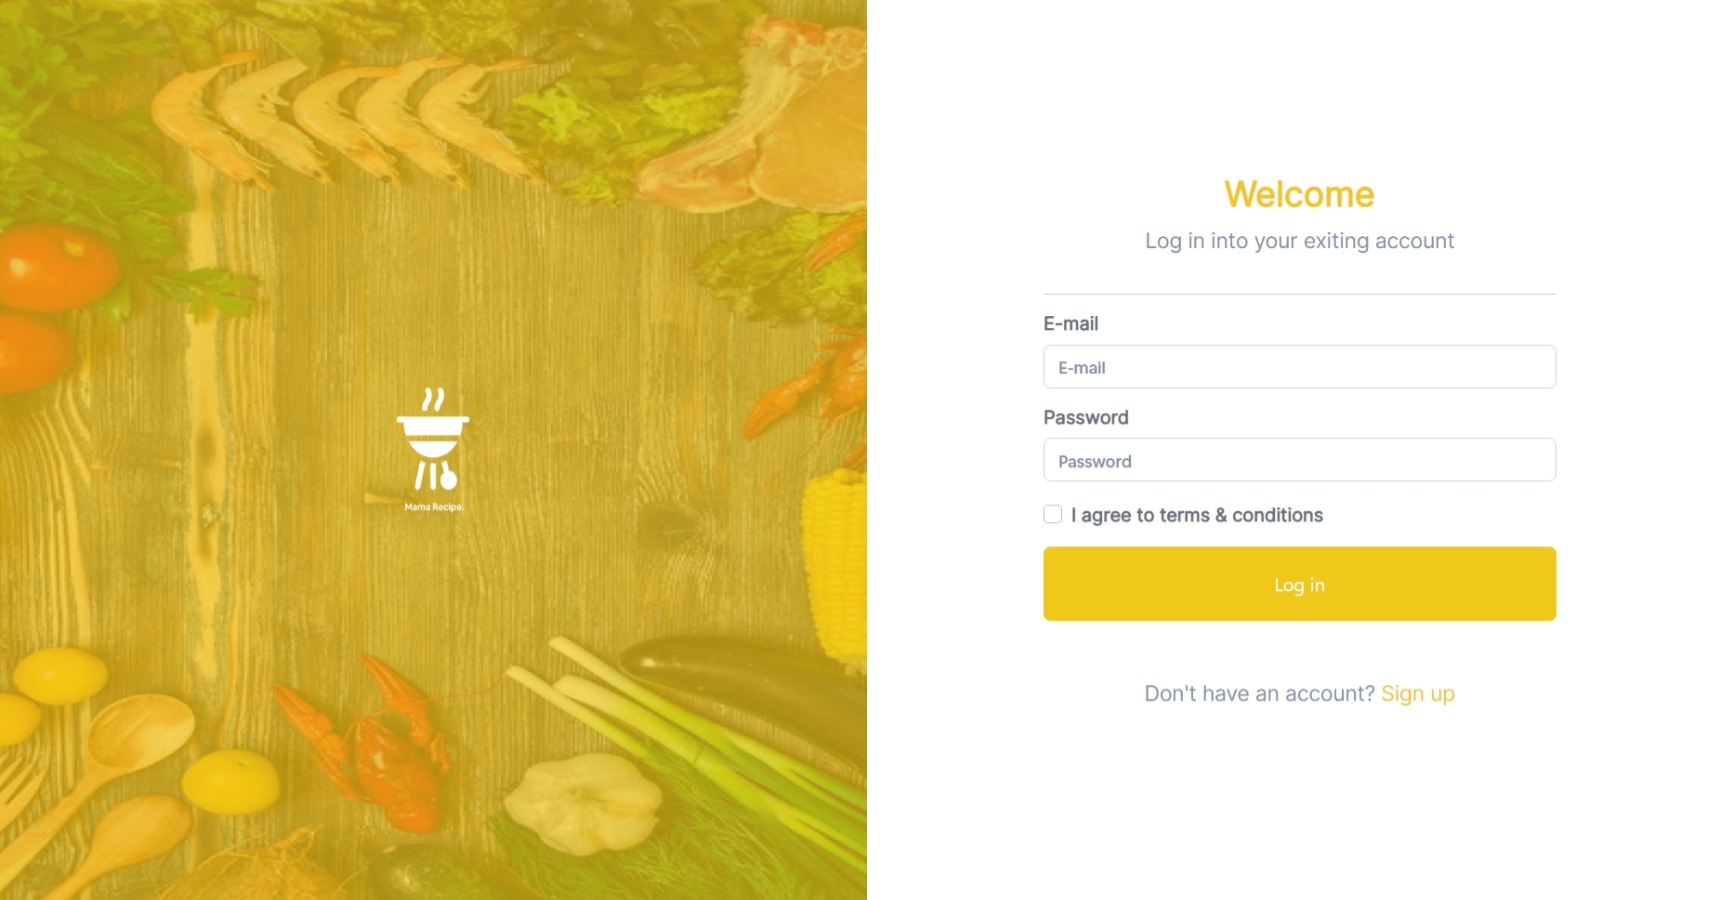 Mama Recipe.
Welcome
Log in into your exiting account
E-mail
E-mail
Password
Password
I agree to terms & conditions
Log in
Don't have an account? Sign up